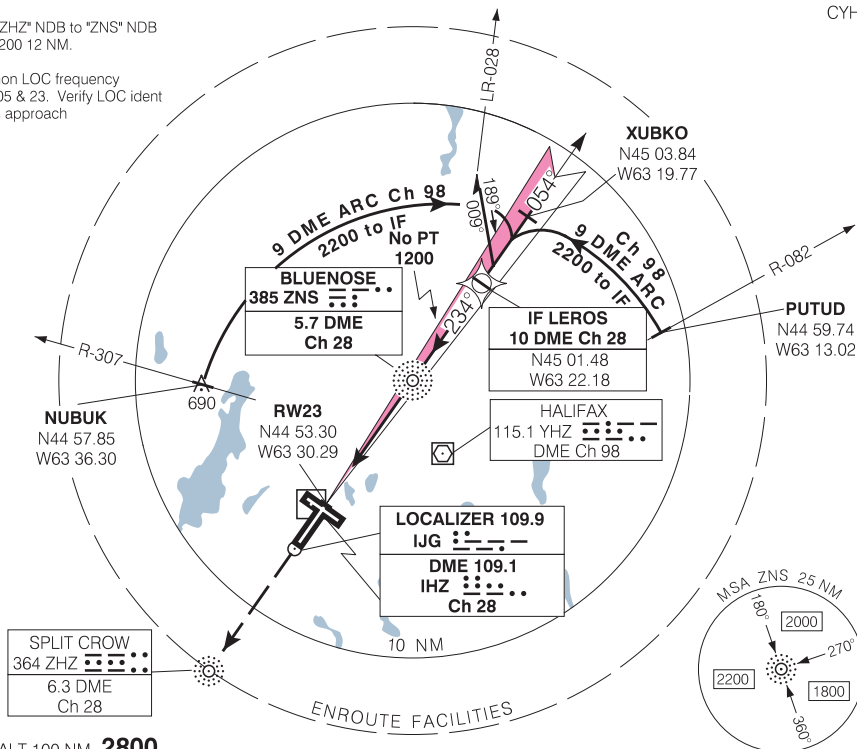 CYH
ZHZ" NDB to "ZNS" NDB
200 12 NM.
on LOC frequency
05 & 23. Verify LOC ident
approach
LR-028
XUBKO
N45 03.84
W63 19.77
9 DME ARC Ch 98
2200 to IF
No PT
1200
009°
189°
054°
Ch 98
9 DME ARC
2200 to IF
R-082
BLUENOSE
385 ZNS
5.7 DME
Ch 28
234°
IF LEROS
10 DME Ch 28
N45 01.48
W63 22.18
PUTUD
N44 59.74
W63 13.02
R-307
690
NUBUK
N44 57.85
W63 36.30
RW23
N44 53.30
W63 30.29
HALIFAX
115.1 YHZ
DME Ch 98
LOCALIZER 109.9
IJG
DME 109.1
IHZ
Ch 28
10 NM
SPLIT CROW
364 ZHZ
6.3 DME
Ch 28
ENROUTE FACILITIES
MSA ZNS 25 NM
180°
2000
270°
2200
1800
360°
ALT 100 NM 2800